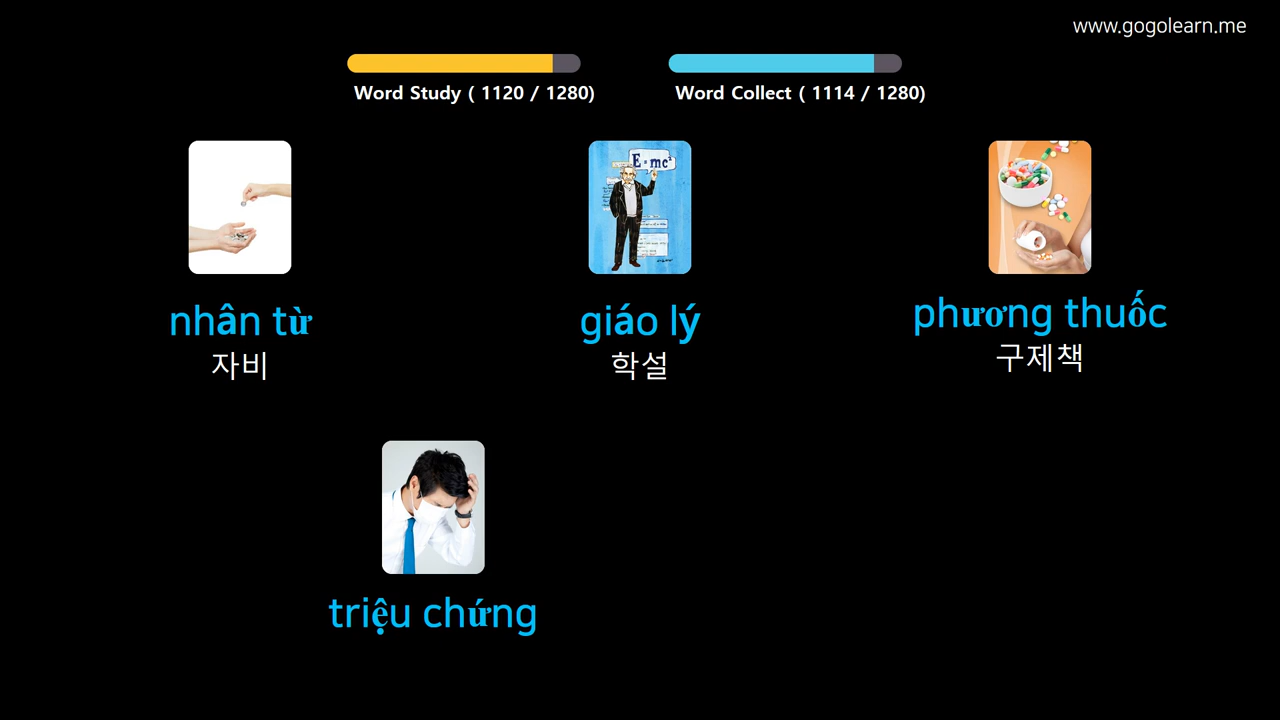 www.gogolearn.me
Word Study ( 1120 / 1280)
Word Collect ( 1114 / 1280)
E=mc²
nhân từ
자비
giáo lý
학설
phương thuốc
구제책
triệu chứng